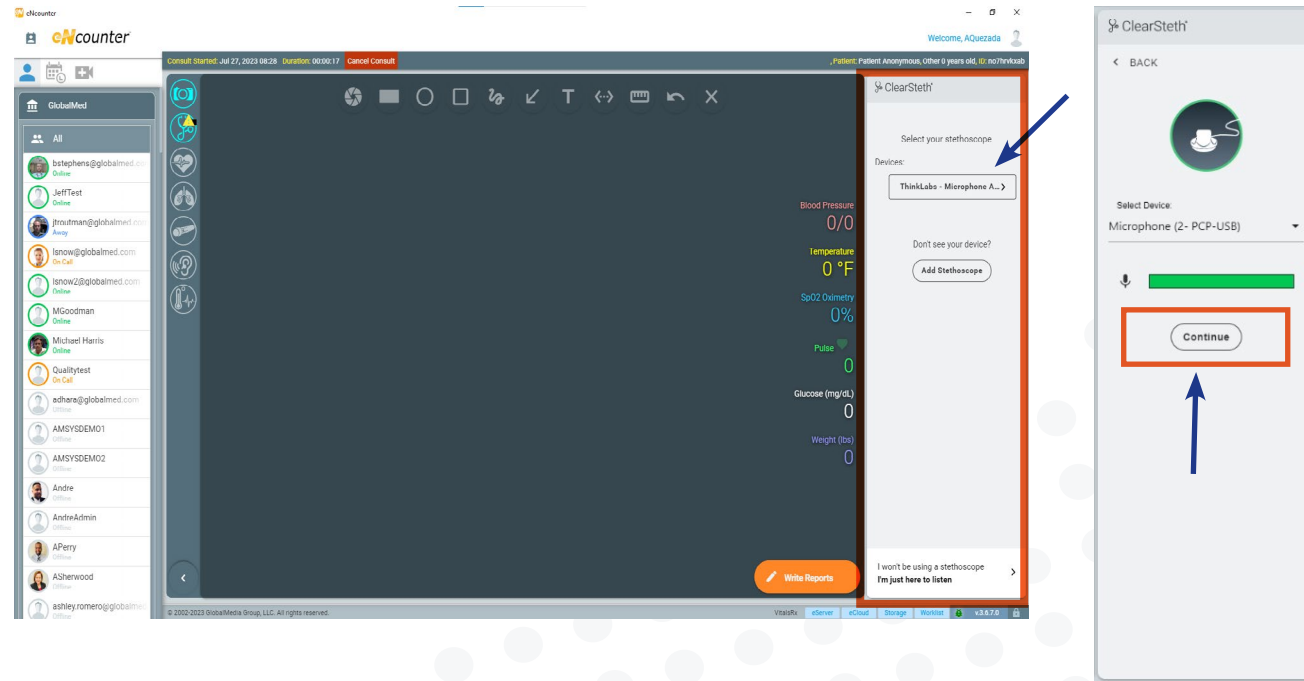 eNcounter
eNcounter
Welcome, AQuezada
Consult Started: Jul 27, 2023 08:28 Duration: 00:00:17 Cancel Consult
, Patient: Patient Anonymous, Other 0 years old, ID: no7hrvkxab
GlobalMed
All
bstephens@globalmed.co
Online
JeffTest
Online
jtroutman@globalmed.com
Away
lsnow@globalmed.com
On Call
lsnow2@globalmed.com
Online
MGoodman
Online
Michael Harris
Online
Qualitytest
On Call
adhara@globalmed.com
Offline
AMSYSDEMO1
Offline
AMSYSDEMO2
Offline
Andre
Offline
AndreAdmin
Offline
APerry
Offline
ASherwood
Offline
ashley.romero@globalme
Offline
T
Blood Pressure
0/0
Temperature
0 °F
SpO2 Oximetry
0%
Pulse
0
Glucose (mg/dL)
0
Weight (lbs)
0
Write Reports
ClearSteth
Select your stethoscope
Devices:
ThinkLabs - Microphone A...
Don't see your device?
Add Stethoscope
I won't be using a stethoscope
I'm just here to listen
© 2002-2023 GlobalMedia Group, LLC. All rights reserved.
VitalsRx eServer eCloud Storage Worklist v.3.6.7.0
ClearSteth
BACK
Select Device:
Microphone (2- PCP-USB)
Continue